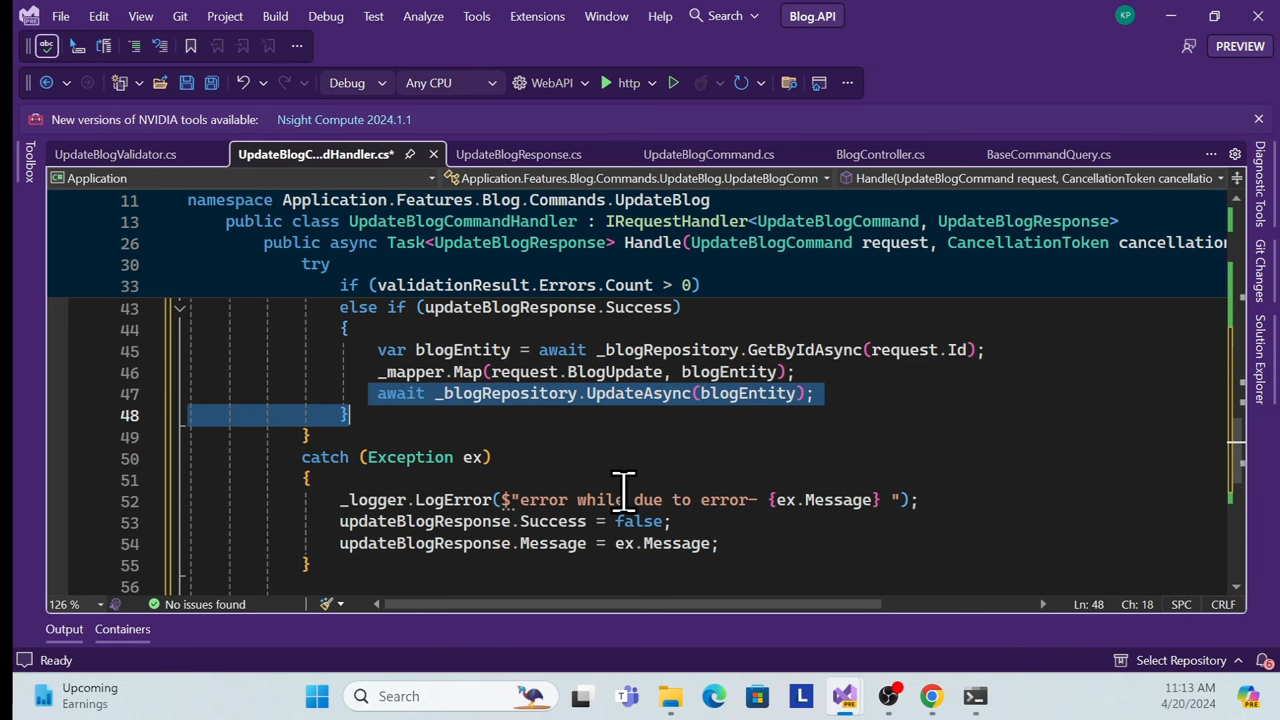 File Edit View Git Project Build Debug Test Analyze Tools Extensions Window Help Search Blog.API KP
abc PREVIEW
Debug Any CPU WebAPI http
New versions of NVIDIA tools available: Nsight Compute 2024.1.1
Toolbox
UpdateBlogValidator.cs UpdateBlogC...dHandler.cs* UpdateBlogResponse.cs UpdateBlogCommand.cs BlogController.cs BaseCommandQuery.cs
Application Application.Features.Blog.Commands.UpdateBlog.UpdateBlogComn Handle(UpdateBlogCommand request, CancellationToken cancellatio
11 namespace Application.Features.Blog.Commands.UpdateBlog
13 public class UpdateBlogCommandHandler : IRequestHandler<UpdateBlogCommand, UpdateBlogResponse>
26 public async Task<UpdateBlogResponse> Handle(UpdateBlogCommand request, CancellationToken cancellation
30 try
33 if (validationResult.Errors.Count > 0)
43 else if (updateBlogResponse.Success)
44 {
45 var blogEntity = await _blogRepository.GetByIdAsync(request.Id);
46 _mapper.Map(request.BlogUpdate, blogEntity);
47 await _blogRepository.UpdateAsync(blogEntity);
48 }
49 }
50 catch (Exception ex)
51 {
52 _logger.LogError($"error while due to error- {ex.Message} ");
53 updateBlogResponse.Success = false;
54 updateBlogResponse.Message = ex.Message;
55 }
56
Diagnostic Tools
Git Changes
Solution Explorer
126 % No issues found Ln: 48 Ch: 18 SPC CRLF
Output Containers
Ready Select Repository 6
Upcoming
Earnings
Search
L
PRE
11:13 AM
4/20/2024
PRE